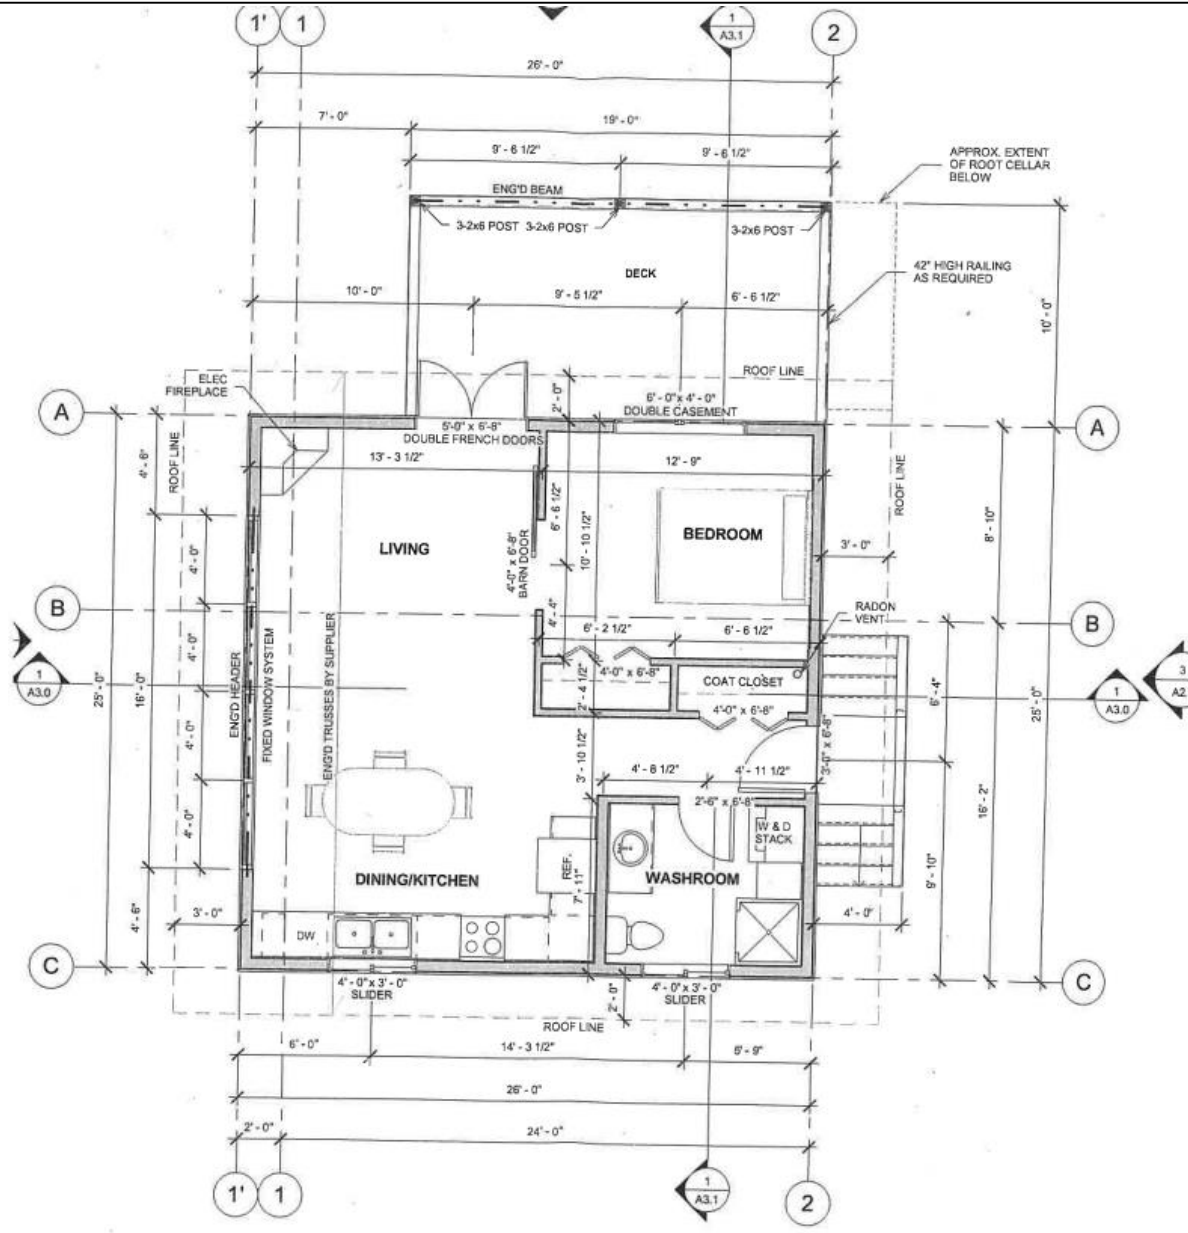 1'
1
1
A3.1
2
26' - 0"
7' - 0"
19' - 0"
9' - 6 1/2"
9' - 6 1/2"
APPROX. EXTENT
OF ROOT CELLAR
BELOW
ENG'D BEAM
3-2x6 POST
3-2x6 POST
3-2x6 POST
DECK
42" HIGH RAILING
AS REQUIRED
10' - 0"
9' - 5 1/2"
6' - 6 1/2"
10' - 0"
ROOF LINE
ELEC
FIREPLACE
2' - 0"
6' - 0" x 4' - 0"
DOUBLE CASEMENT
A
A
5'-0" x 6'-8"
DOUBLE FRENCH DOORS
ROOF LINE
4' - 6"
13' - 3 1/2"
12' - 9"
ROOF LINE
6' - 6 1/2"
10' - 10 1/2"
8' - 10"
LIVING
BEDROOM
4'-0" x 6'-8"
BARN DOOR
3' - 0"
4' - 0"
B
B
RADON
VENT
4' - 4"
6' - 2 1/2"
6' - 6 1/2"
4' - 0"
4'-0" x 6'-8"
COAT CLOSET
4'-0" x 6'-8"
2' - 4 1/2"
6' - 4"
1
A3.0
1
A3.0
3
A2.
25' - 0"
16' - 0"
ENG'D HEADER
FIXED WINDOW SYSTEM
ENG'D TRUSSES BY SUPPLIER
25' - 0"
4' - 0"
3' - 10 1/2"
4' - 8 1/2"
4' - 11 1/2"
3'-0" x 6'-8"
2'-6" x 6'-8"
16' - 2"
4' - 0"
W & D
STACK
REF.
7' - 11"
DINING/KITCHEN
WASHROOM
9' - 10"
3' - 0"
4' - 6"
4' - 0"
DW
C
C
4' - 0" x 3' - 0"
SLIDER
4' - 0" x 3' - 0"
SLIDER
2' - 0"
ROOF LINE
6' - 0"
14' - 3 1/2"
5' - 9"
26' - 0"
2' - 0"
24' - 0"
1'
1
1
A3.1
2